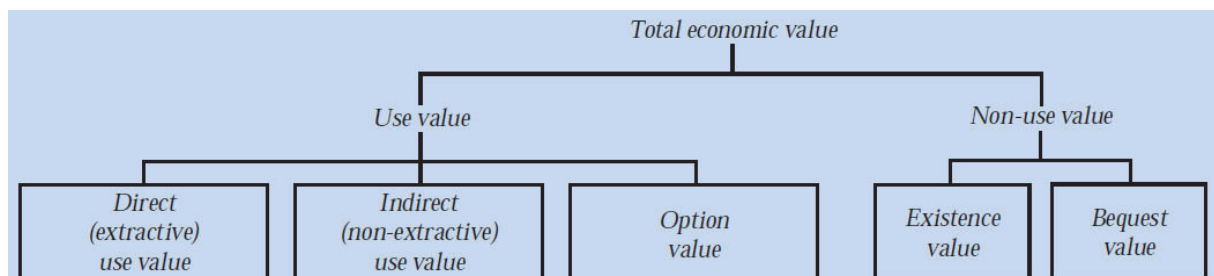 Total economic value
Use value
Non-use value
Direct
(extractive)
use value
Indirect
(non-extractive)
use value
Option
value
Existence
value
Bequest
value